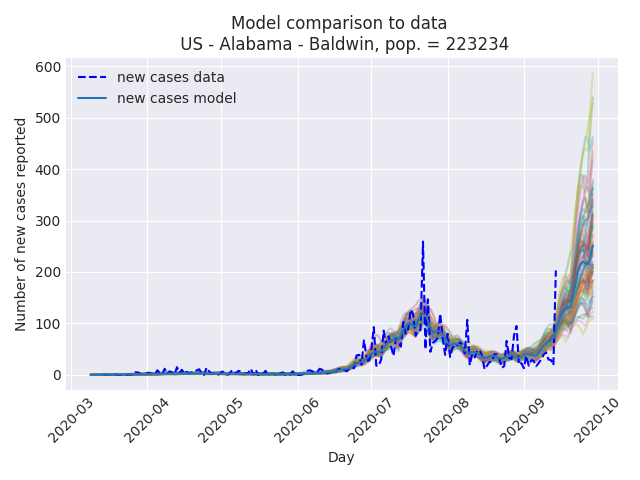 Model comparison to data
US - Alabama - Baldwin, pop. = 223234
new cases data
new cases model
Number of new cases reported
600
500
400
300
200
100
0
2020-03
2020-04
2020-05
2020-06
2020-07
2020-08
2020-09
2020-10
Day